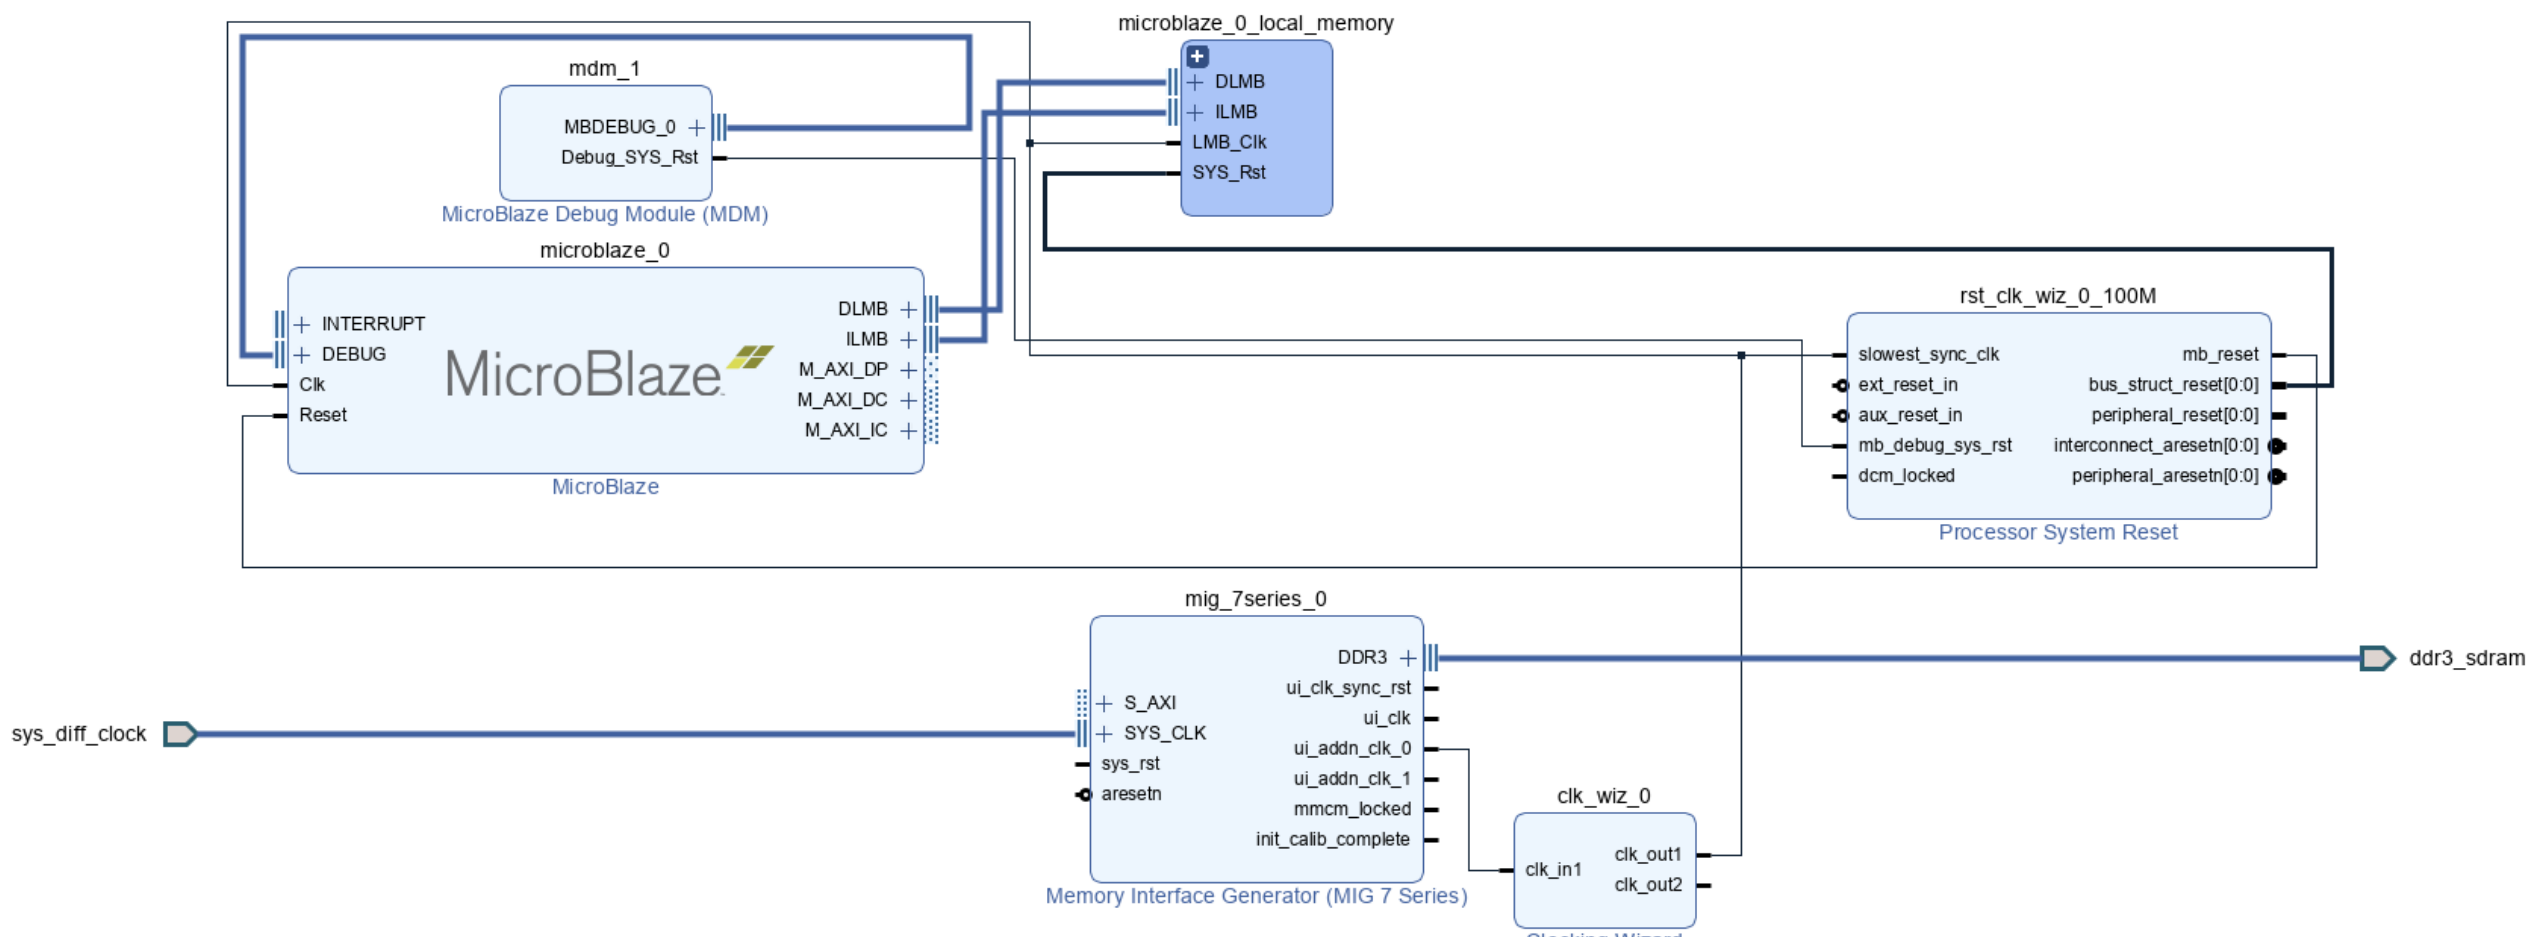 microblaze_0_local_memory
DLMB
ILMB
LMB_Clk
SYS_Rst
mdm_1
MBDEBUG_0
Debug_SYS_Rst
MicroBlaze Debug Module (MDM)
microblaze_0
INTERRUPT
DEBUG
Clk
Reset
MicroBlaze
DLMB
ILMB
M_AXI_DP
M_AXI_DC
M_AXI_IC
MicroBlaze
rst_clk_wiz_0_100M
slowest_sync_clk
ext_reset_in
aux_reset_in
mb_debug_sys_rst
dcm_locked
mb_reset
bus_struct_reset[0:0]
peripheral_reset[0:0]
interconnect_aresetn[0:0]
peripheral_aresetn[0:0]
Processor System Reset
mig_7series_0
S_AXI
SYS_CLK
sys_rst
aresetn
DDR3
ui_clk_sync_rst
ui_clk
ui_addn_clk_0
ui_addn_clk_1
mmcm_locked
init_calib_complete
Memory Interface Generator (MIG 7 Series)
sys_diff_clock
ddr3_sdram
clk_wiz_0
clk_in1
clk_out1
clk_out2